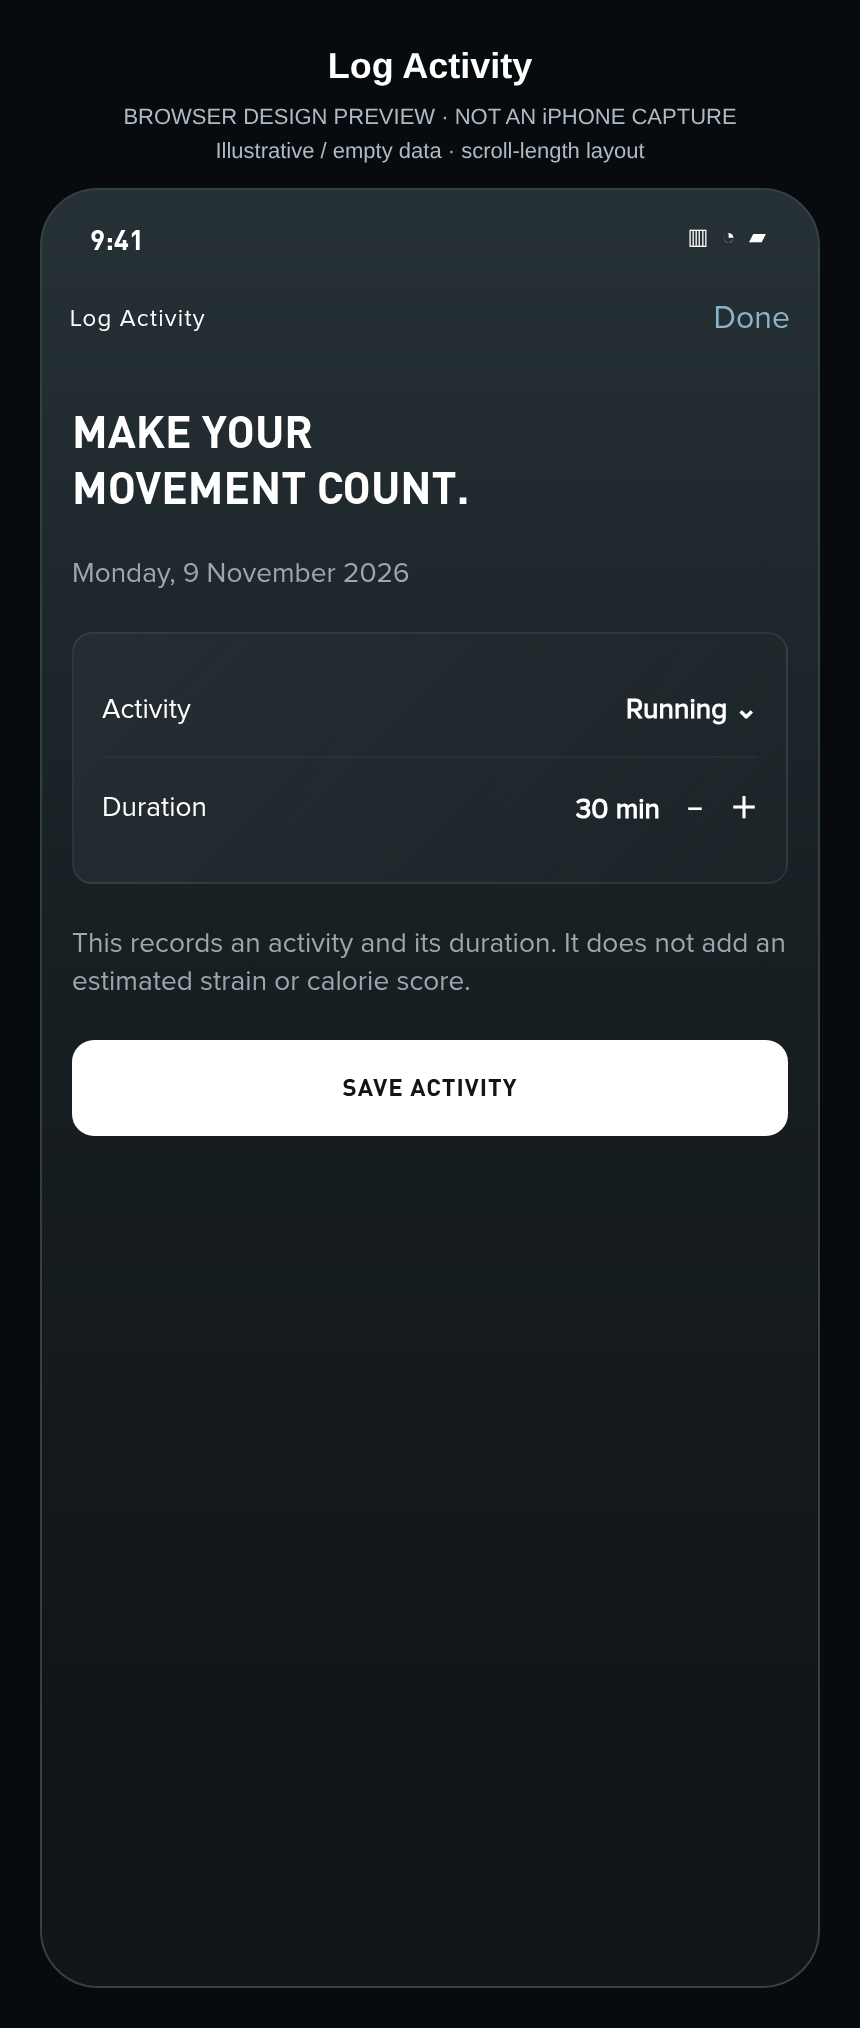 Log Activity
BROWSER DESIGN PREVIEW · NOT AN iPHONE CAPTURE
Illustrative / empty data · scroll-length layout
9:41
Log Activity
Done
MAKE YOUR
MOVEMENT COUNT.
Monday, 9 November 2026
Activity
Running
Duration
30 min − +
This records an activity and its duration. It does not add an
estimated strain or calorie score.
SAVE ACTIVITY